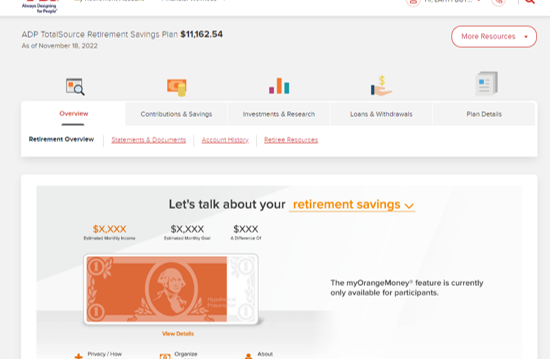 Always Designing
for People®
ADP TotalSource Retirement Savings Plan $11,162.54
As of November 18, 2022
More Resources
Overview
Contributions & Savings
Investments & Research
Loans & Withdrawals
Plan Details
Retirement Overview
Statements & Documents
Account History
Retiree Resources
Let's talk about your retirement savings
$X,XXX
Estimated Monthly Income
$X,XXX
Estimated Monthly Goal
$XXX
A Difference Of
The myOrangeMoney® feature is currently
only available for participants.
View Details
Privacy / How
Organize
About